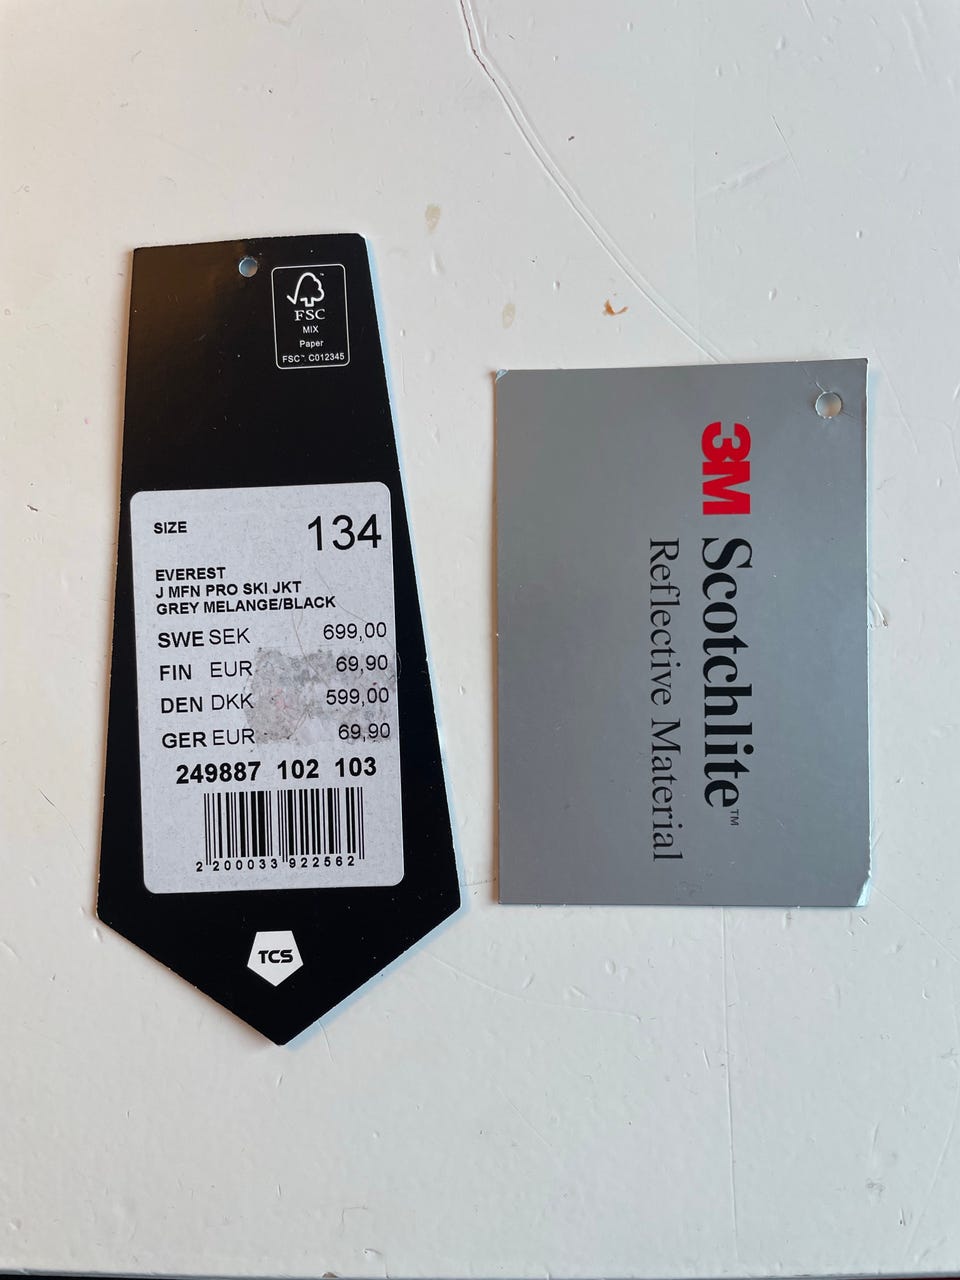 FSC
MIX
Paper
FSC™ C012345
SIZE 134
EVEREST
J MFN PRO SKI JKT
GREY MELANGE/BLACK
SWE SEK 699,00
FIN EUR 69,90
DEN DKK 599,00
GER EUR 69,90
249887 102 103
2 200033 922562
TCS
3M Scotchlite™
Reflective Material